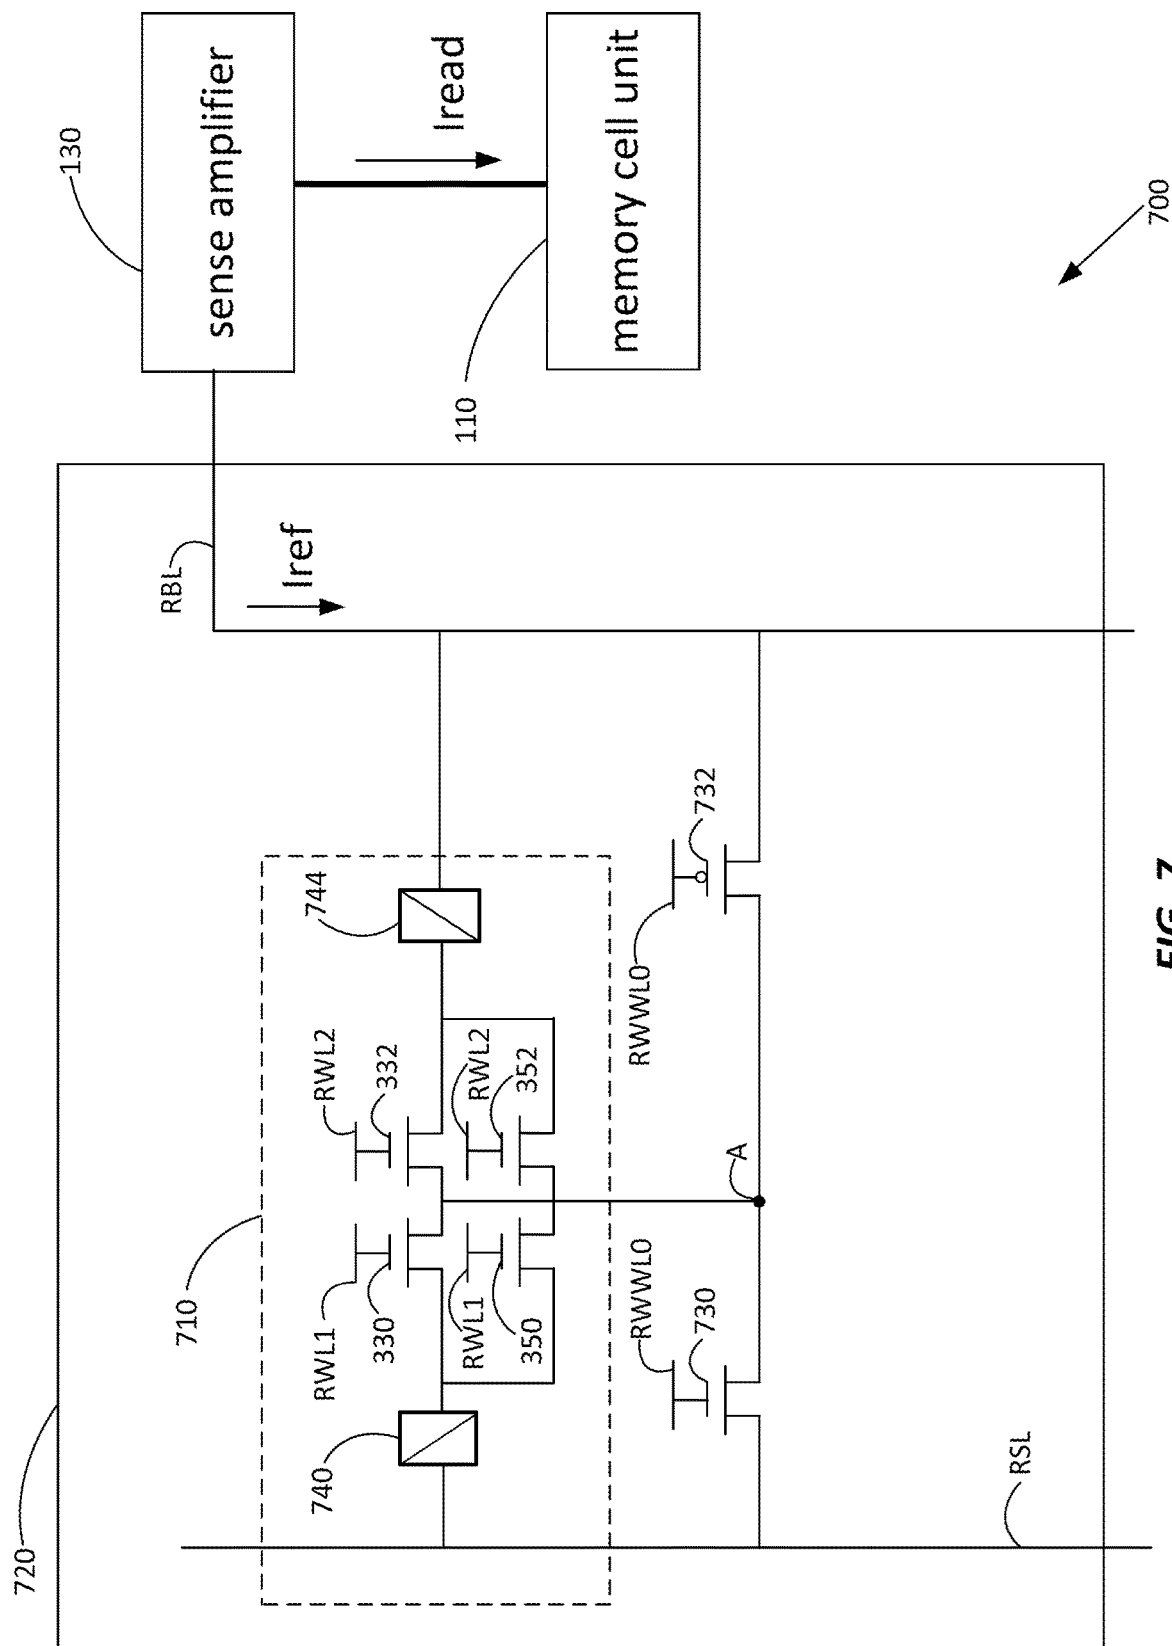 720
710
740
RWL1
330
RWL2
332
744
RWL1
350
RWL2
352
RBL
Iref
130
sense amplifier
Iread
110
memory cell unit
RSL
RWWL0
730
A
RWWL0
732
700
FIG. 7